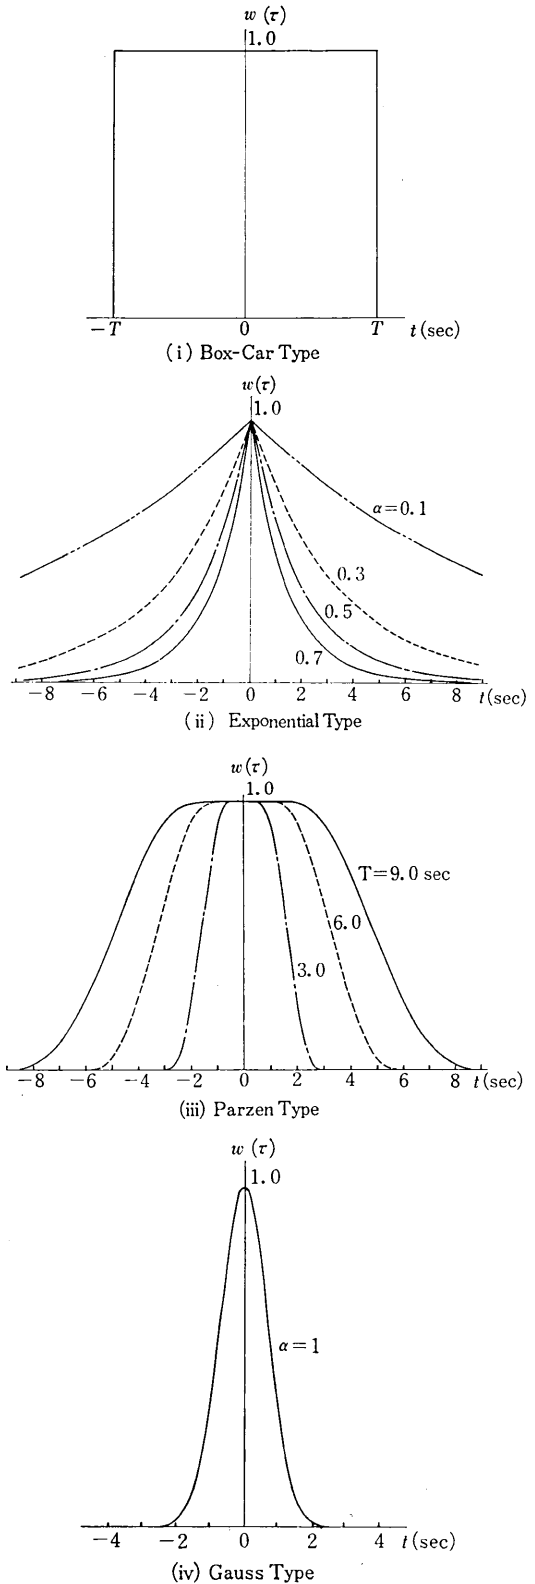 w (τ)
1.0
−T 0 T t(sec)
(i) Box-Car Type
w(τ)
1.0
α=0.1
0.3
0.5
0.7
−8 −6 −4 −2 0 2 4 6 8 t(sec)
(ii) Exponential Type
w(τ)
1.0
T=9.0 sec
6.0
3.0
−8 −6 −4 −2 0 2 4 6 8 t(sec)
(iii) Parzen Type
w (τ)
1.0
α=1
−4 −2 0 2 4 t(sec)
(iv) Gauss Type